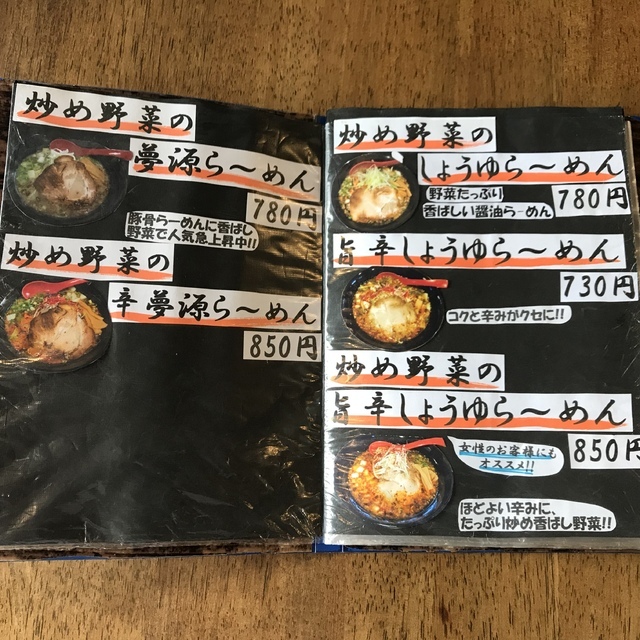 炒め野菜の
夢源ら〜めん
780円
豚骨らーめんに香ばし
野菜で人気急上昇中!!
炒め野菜の
辛夢源ら〜めん
850円
炒め野菜の
しょうゆら〜めん
野菜たっぷり
香ばしい醤油らーめん
780円
旨辛しょうゆら〜めん
730円
コクと辛みがクセに!!
炒め野菜の
旨辛しょうゆら〜めん
850円
女性のお客様にも
オススメ!!
ほどよい辛みに、
たっぷり炒め香ばし野菜!!